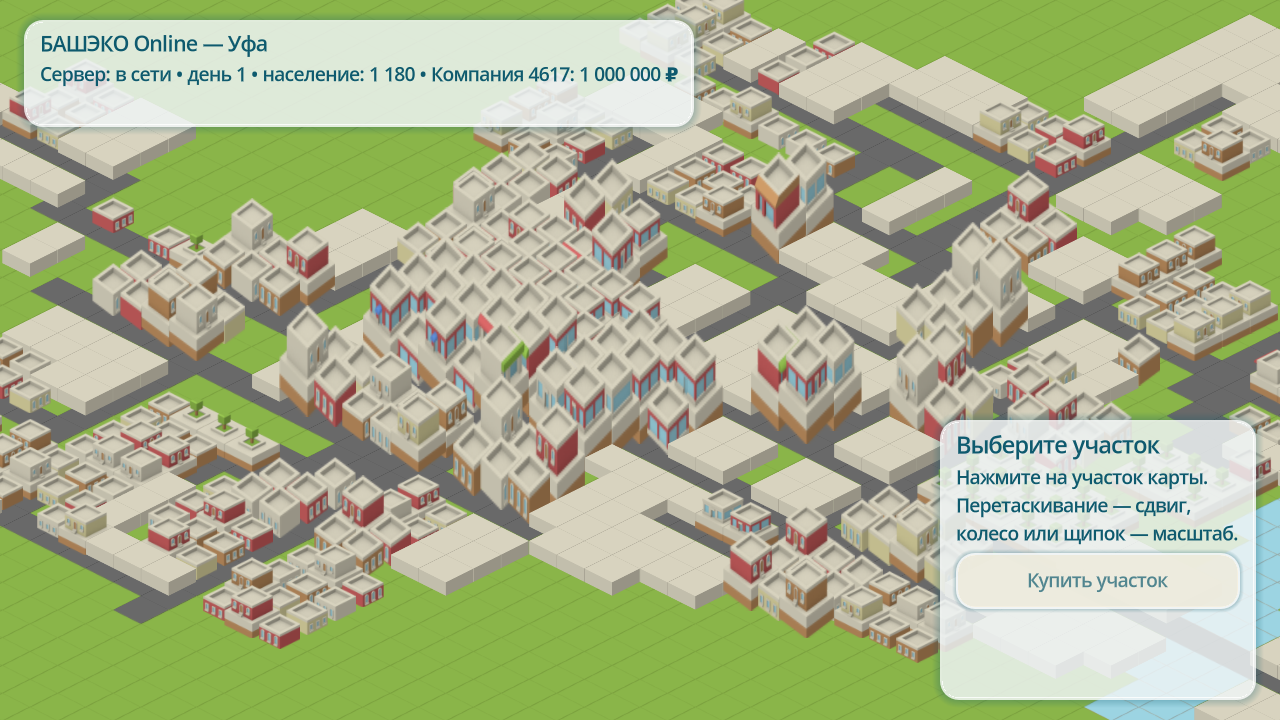 БАШЭКО Online — Уфа
Сервер: в сети • день 1 • население: 1 180 • Компания 4617: 1 000 000 ₽
Выберите участок
Нажмите на участок карты.
Перетаскивание — сдвиг,
колесо или щипок — масштаб.
Купить участок